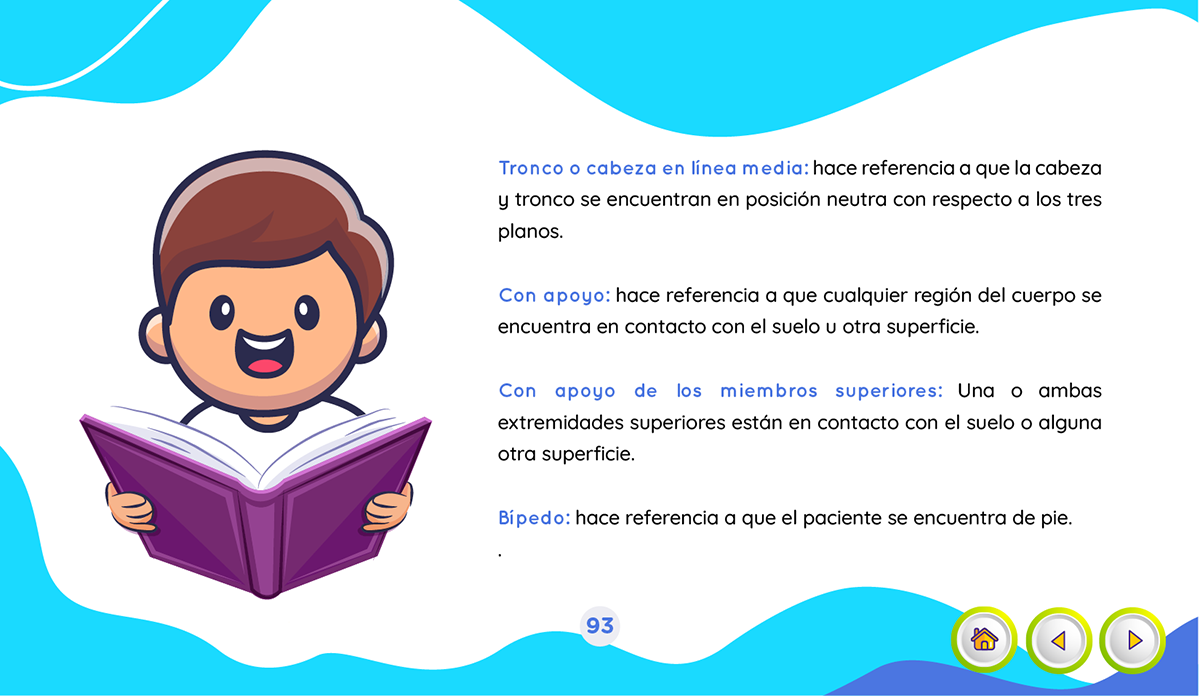 Tronco o cabeza en línea media: hace referencia a que la cabeza
y tronco se encuentran en posición neutra con respecto a los tres
planos.
Con apoyo: hace referencia a que cualquier región del cuerpo se
encuentra en contacto con el suelo u otra superficie.
Con apoyo de los miembros superiores: Una o ambas
extremidades superiores están en contacto con el suelo o alguna
otra superficie.
Bípedo: hace referencia a que el paciente se encuentra de pie.
.
93